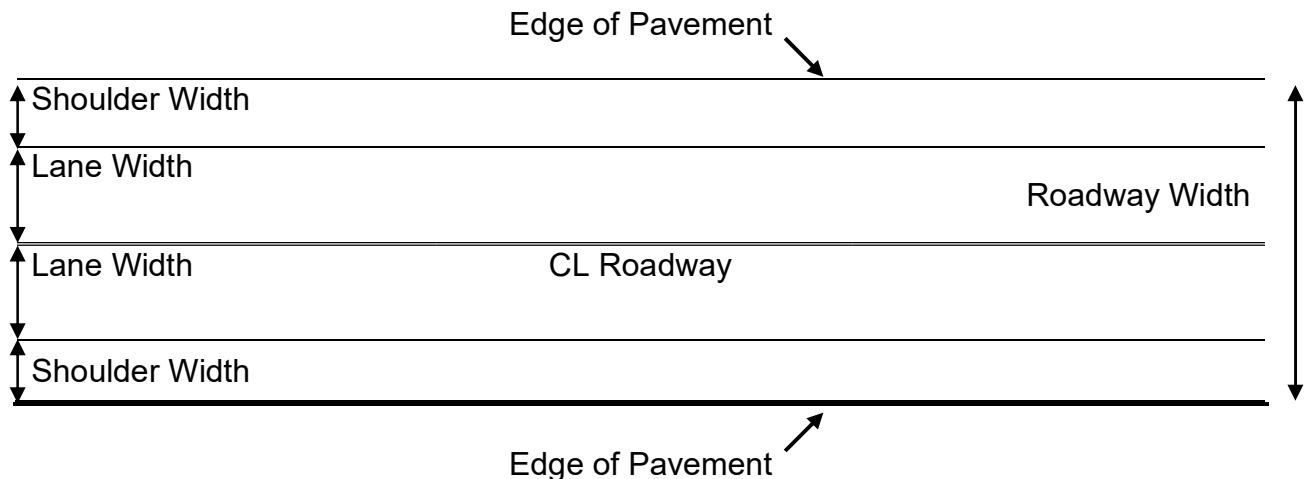 Edge of Pavement
Shoulder Width
Lane Width
Roadway Width
Lane Width
CL Roadway
Shoulder Width
Edge of Pavement